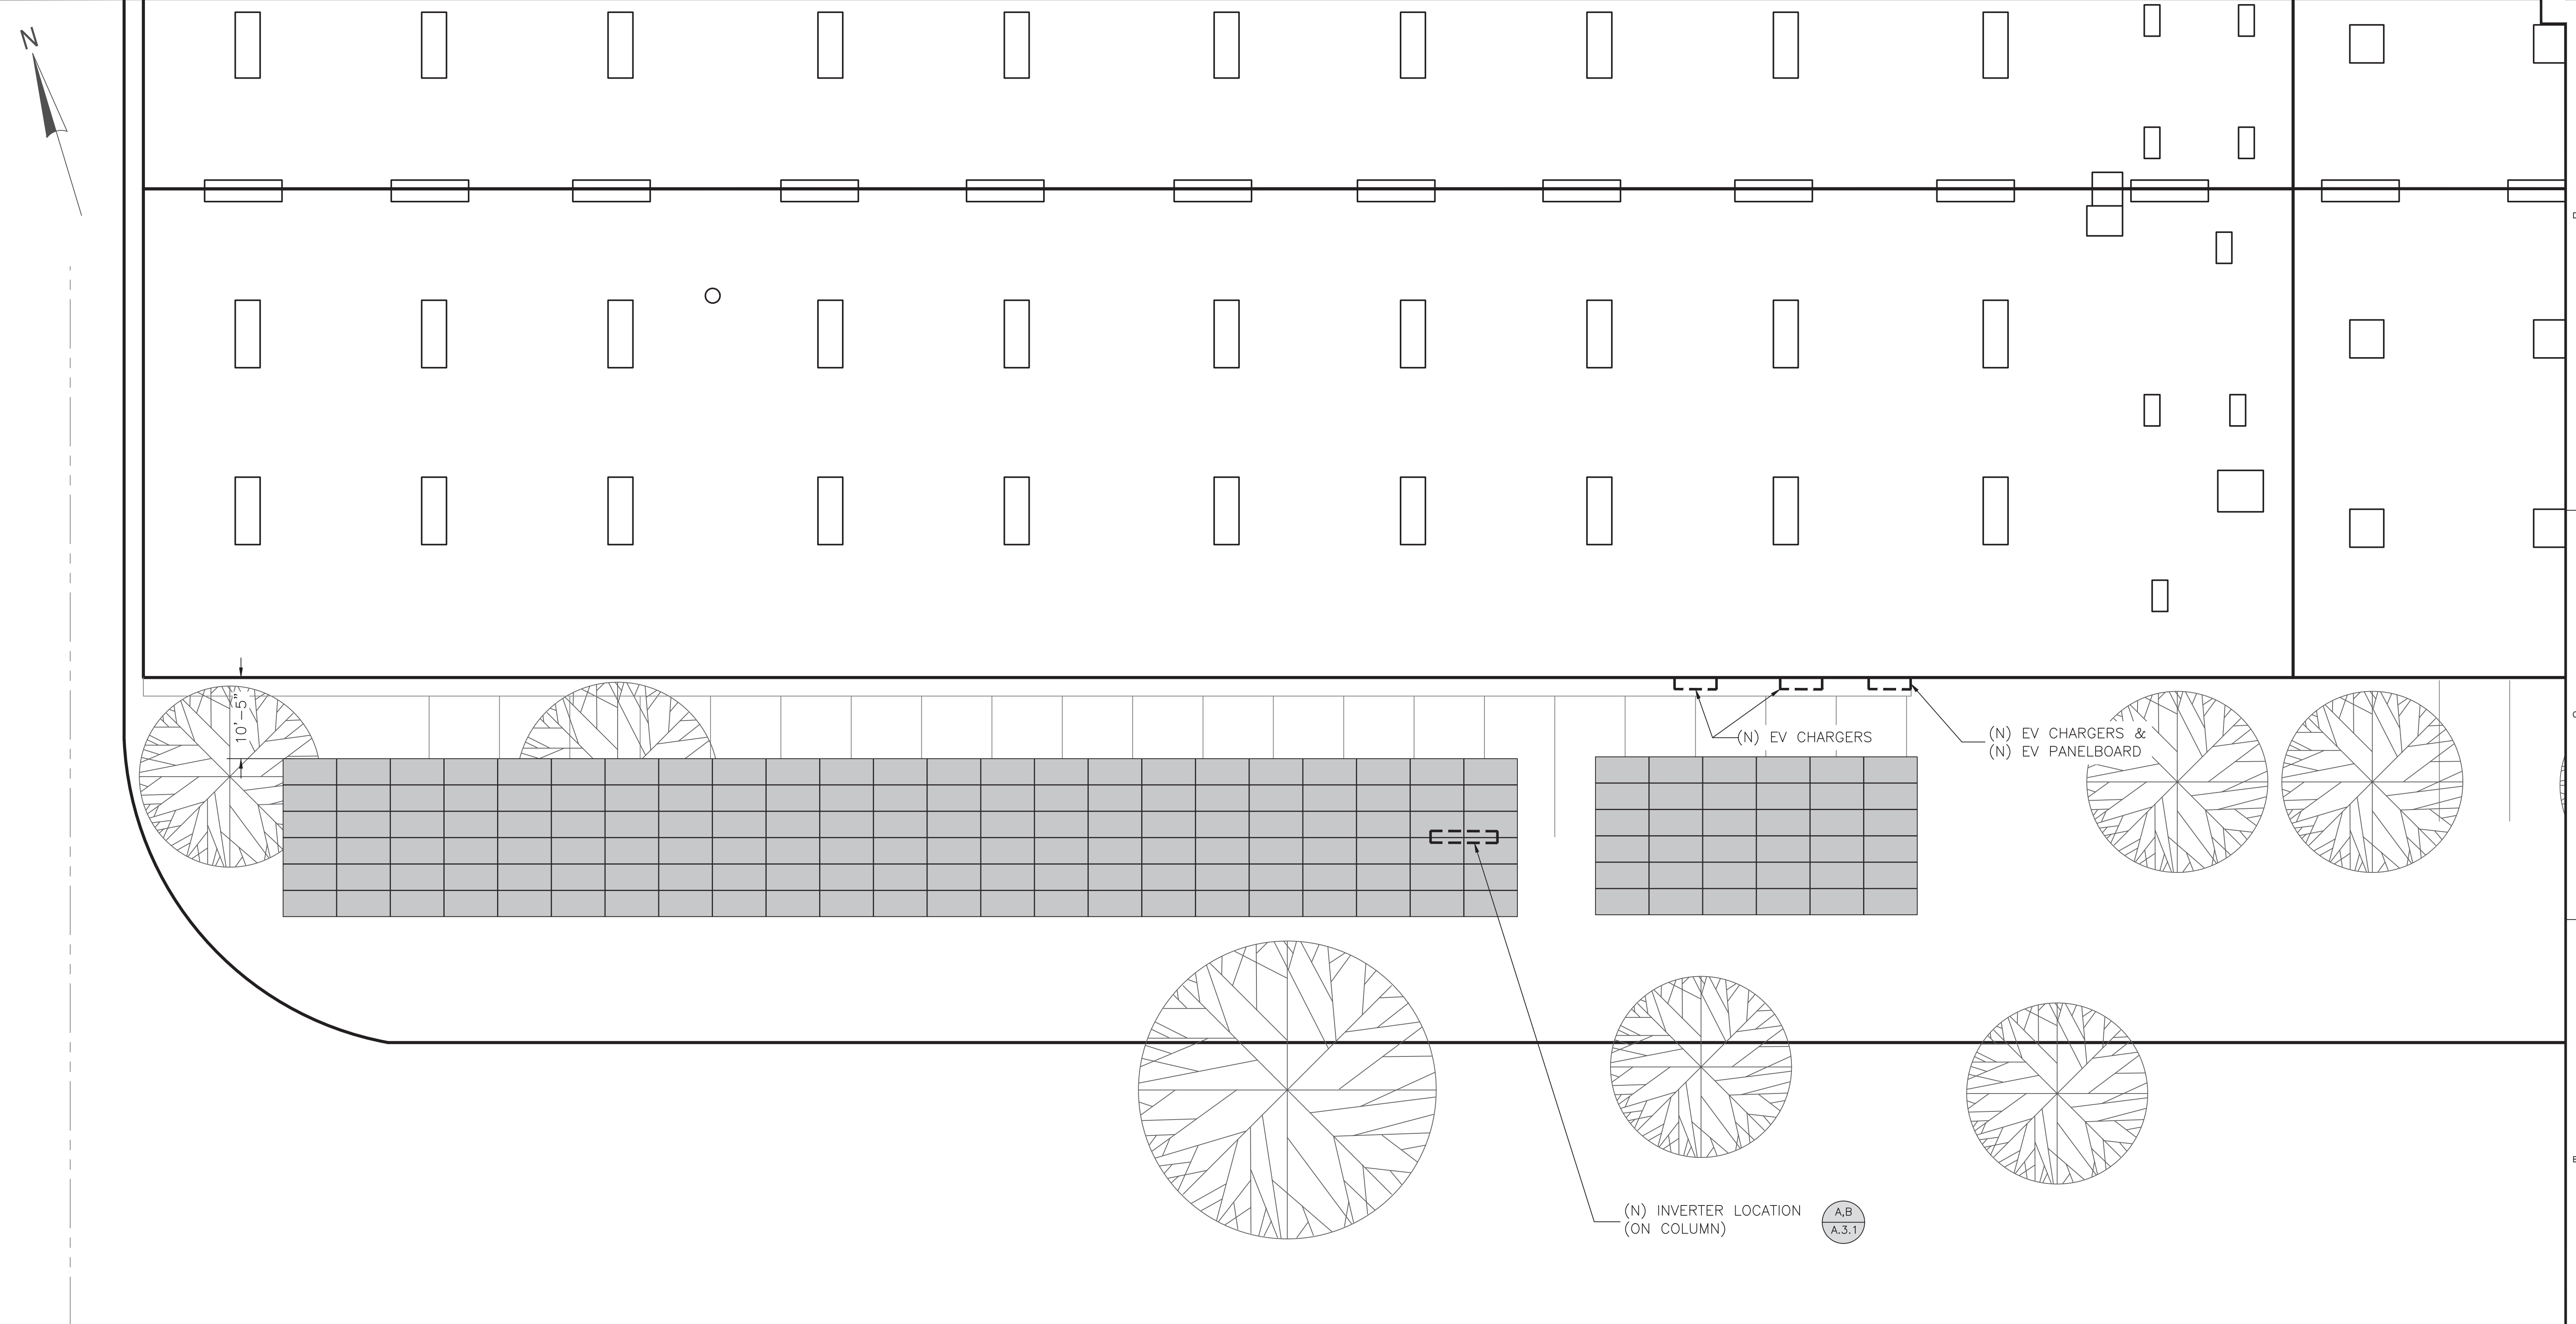 N
D
10'-5"
(N) EV CHARGERS
(N) EV CHARGERS &
(N) EV PANELBOARD
(N) INVERTER LOCATION
(ON COLUMN)
A,B
A.3.1